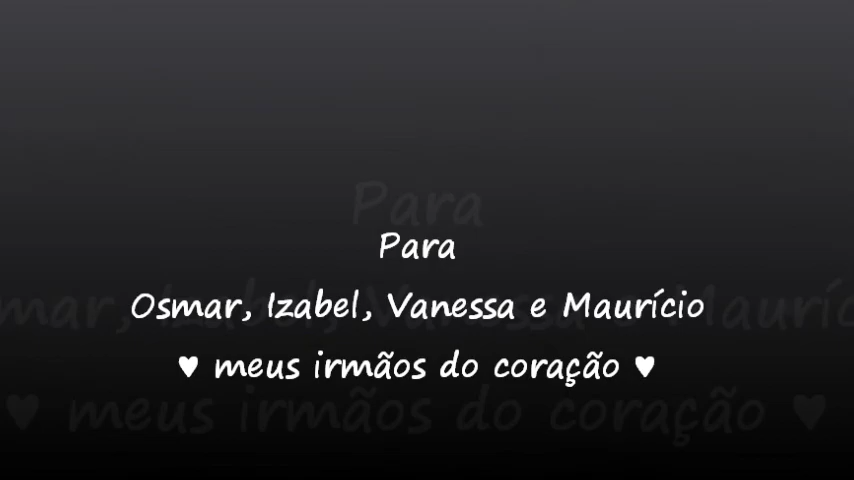 Para
Osmar, Izabel, Vanessa e Maurício
♥ meus irmãos do coração ♥